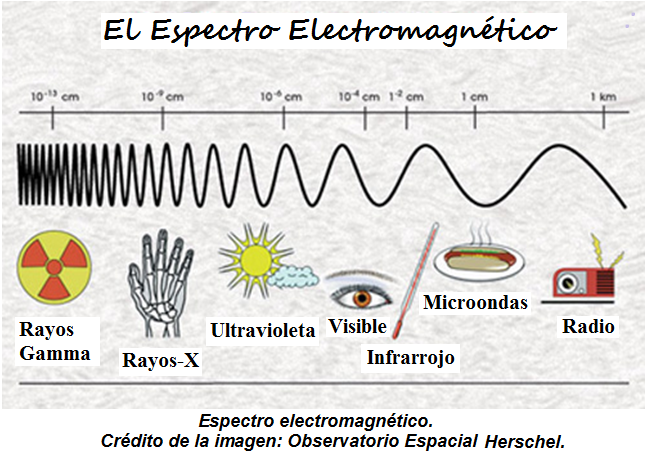 El Espectro Electromagnético
10⁻¹³ cm 10⁻⁹ cm 10⁻⁶ cm 10⁻⁴ cm 1⁻² cm 1 cm 1 km
Rayos
Gamma
Rayos-X
Ultravioleta
Visible
Infrarrojo
Microondas
Radio
Espectro electromagnético.
Crédito de la imagen: Observatorio Espacial Herschel.